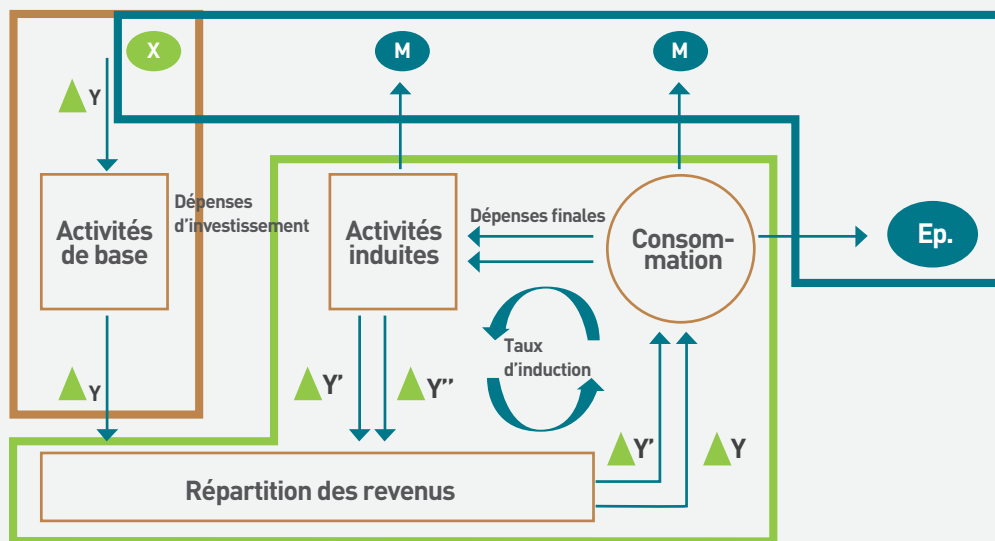 X
M
M
Y
Dépenses
d’investissement
Activités
de base
Activités
induites
Dépenses finales
Consom-
mation
Ep.
Taux
d’induction
Y
Y’
Y’’
Y’
Y
Répartition des revenus